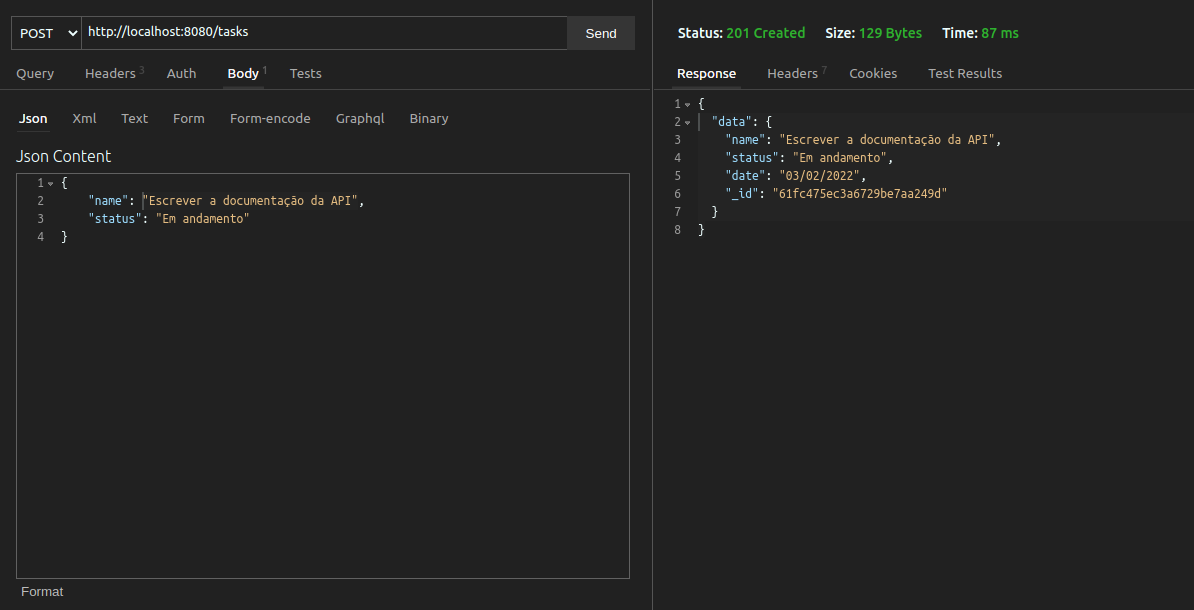 POST http://localhost:8080/tasks Send
Query Headers 3 Auth Body 1 Tests
Json Xml Text Form Form-encode Graphql Binary
Json Content
1 {
2 "name": "Escrever a documentação da API",
3 "status": "Em andamento"
4 }
Format
Status: 201 Created Size: 129 Bytes Time: 87 ms
Response Headers 7 Cookies Test Results
1 {
2 "data": {
3 "name": "Escrever a documentação da API",
4 "status": "Em andamento",
5 "date": "03/02/2022",
6 "_id": "61fc475ec3a6729be7aa249d"
7 }
8 }